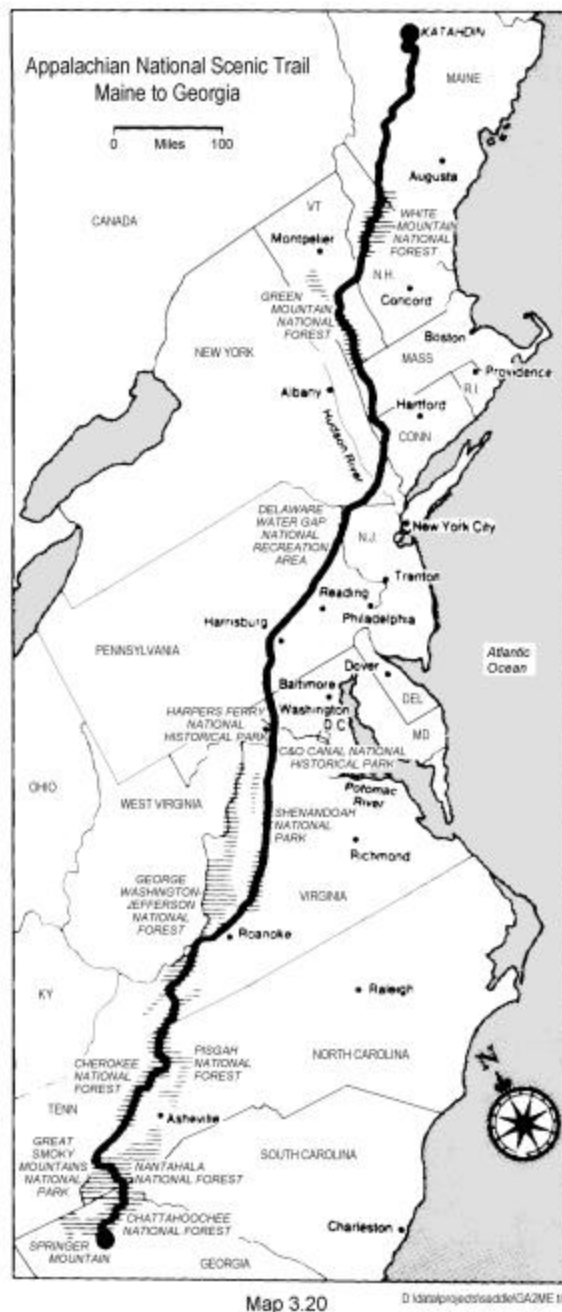 Appalachian National Scenic Trail
Maine to Georgia
0 Miles 100
KATAHDIN
MAINE
Augusta
CANADA
VT
WHITE
MOUNTAIN
NATIONAL
FOREST
Montpelier
N.H.
GREEN
MOUNTAIN
NATIONAL
FOREST
Concord
NEW YORK
Boston
MASS
Providence
R.I.
Albany
Hartford
CONN
Hudson River
DELAWARE
WATER GAP
NATIONAL
RECREATION
AREA
New York City
N.J.
Trenton
Reading
Harrisburg
Philadelphia
PENNSYLVANIA
Atlantic
Ocean
Dover
Baltimore
DEL
Washington
D C
MD
HARPERS FERRY
NATIONAL
HISTORICAL PARK
C&O CANAL NATIONAL
HISTORICAL PARK
OHIO
WEST VIRGINIA
Potomac
River
SHENANDOAH
NATIONAL
PARK
Richmond
GEORGE
WASHINGTON-
JEFFERSON
NATIONAL
FOREST
VIRGINIA
Roanoke
KY
Raleigh
PISGAH
NATIONAL
FOREST
NORTH CAROLINA
CHEROKEE
NATIONAL
FOREST
N
TENN
Asheville
GREAT
SMOKY
MOUNTAINS
NATIONAL
PARK
SOUTH CAROLINA
NANTAHALA
NATIONAL FOREST
CHATTAHOOCHEE
NATIONAL FOREST
Charleston
SPRINGER
MOUNTAIN
GEORGIA
Map 3.20